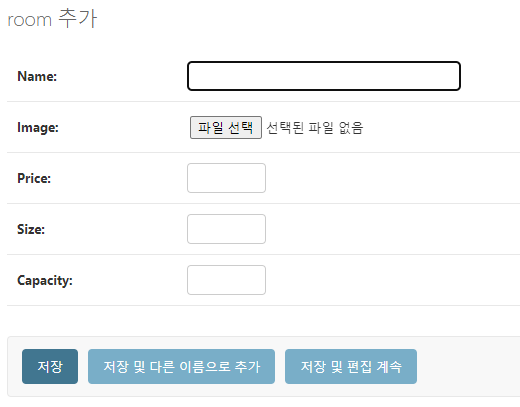 room 추가
Name:
Image: 파일 선택 선택된 파일 없음
Price:
Size:
Capacity:
저장 저장 및 다른 이름으로 추가 저장 및 편집 계속